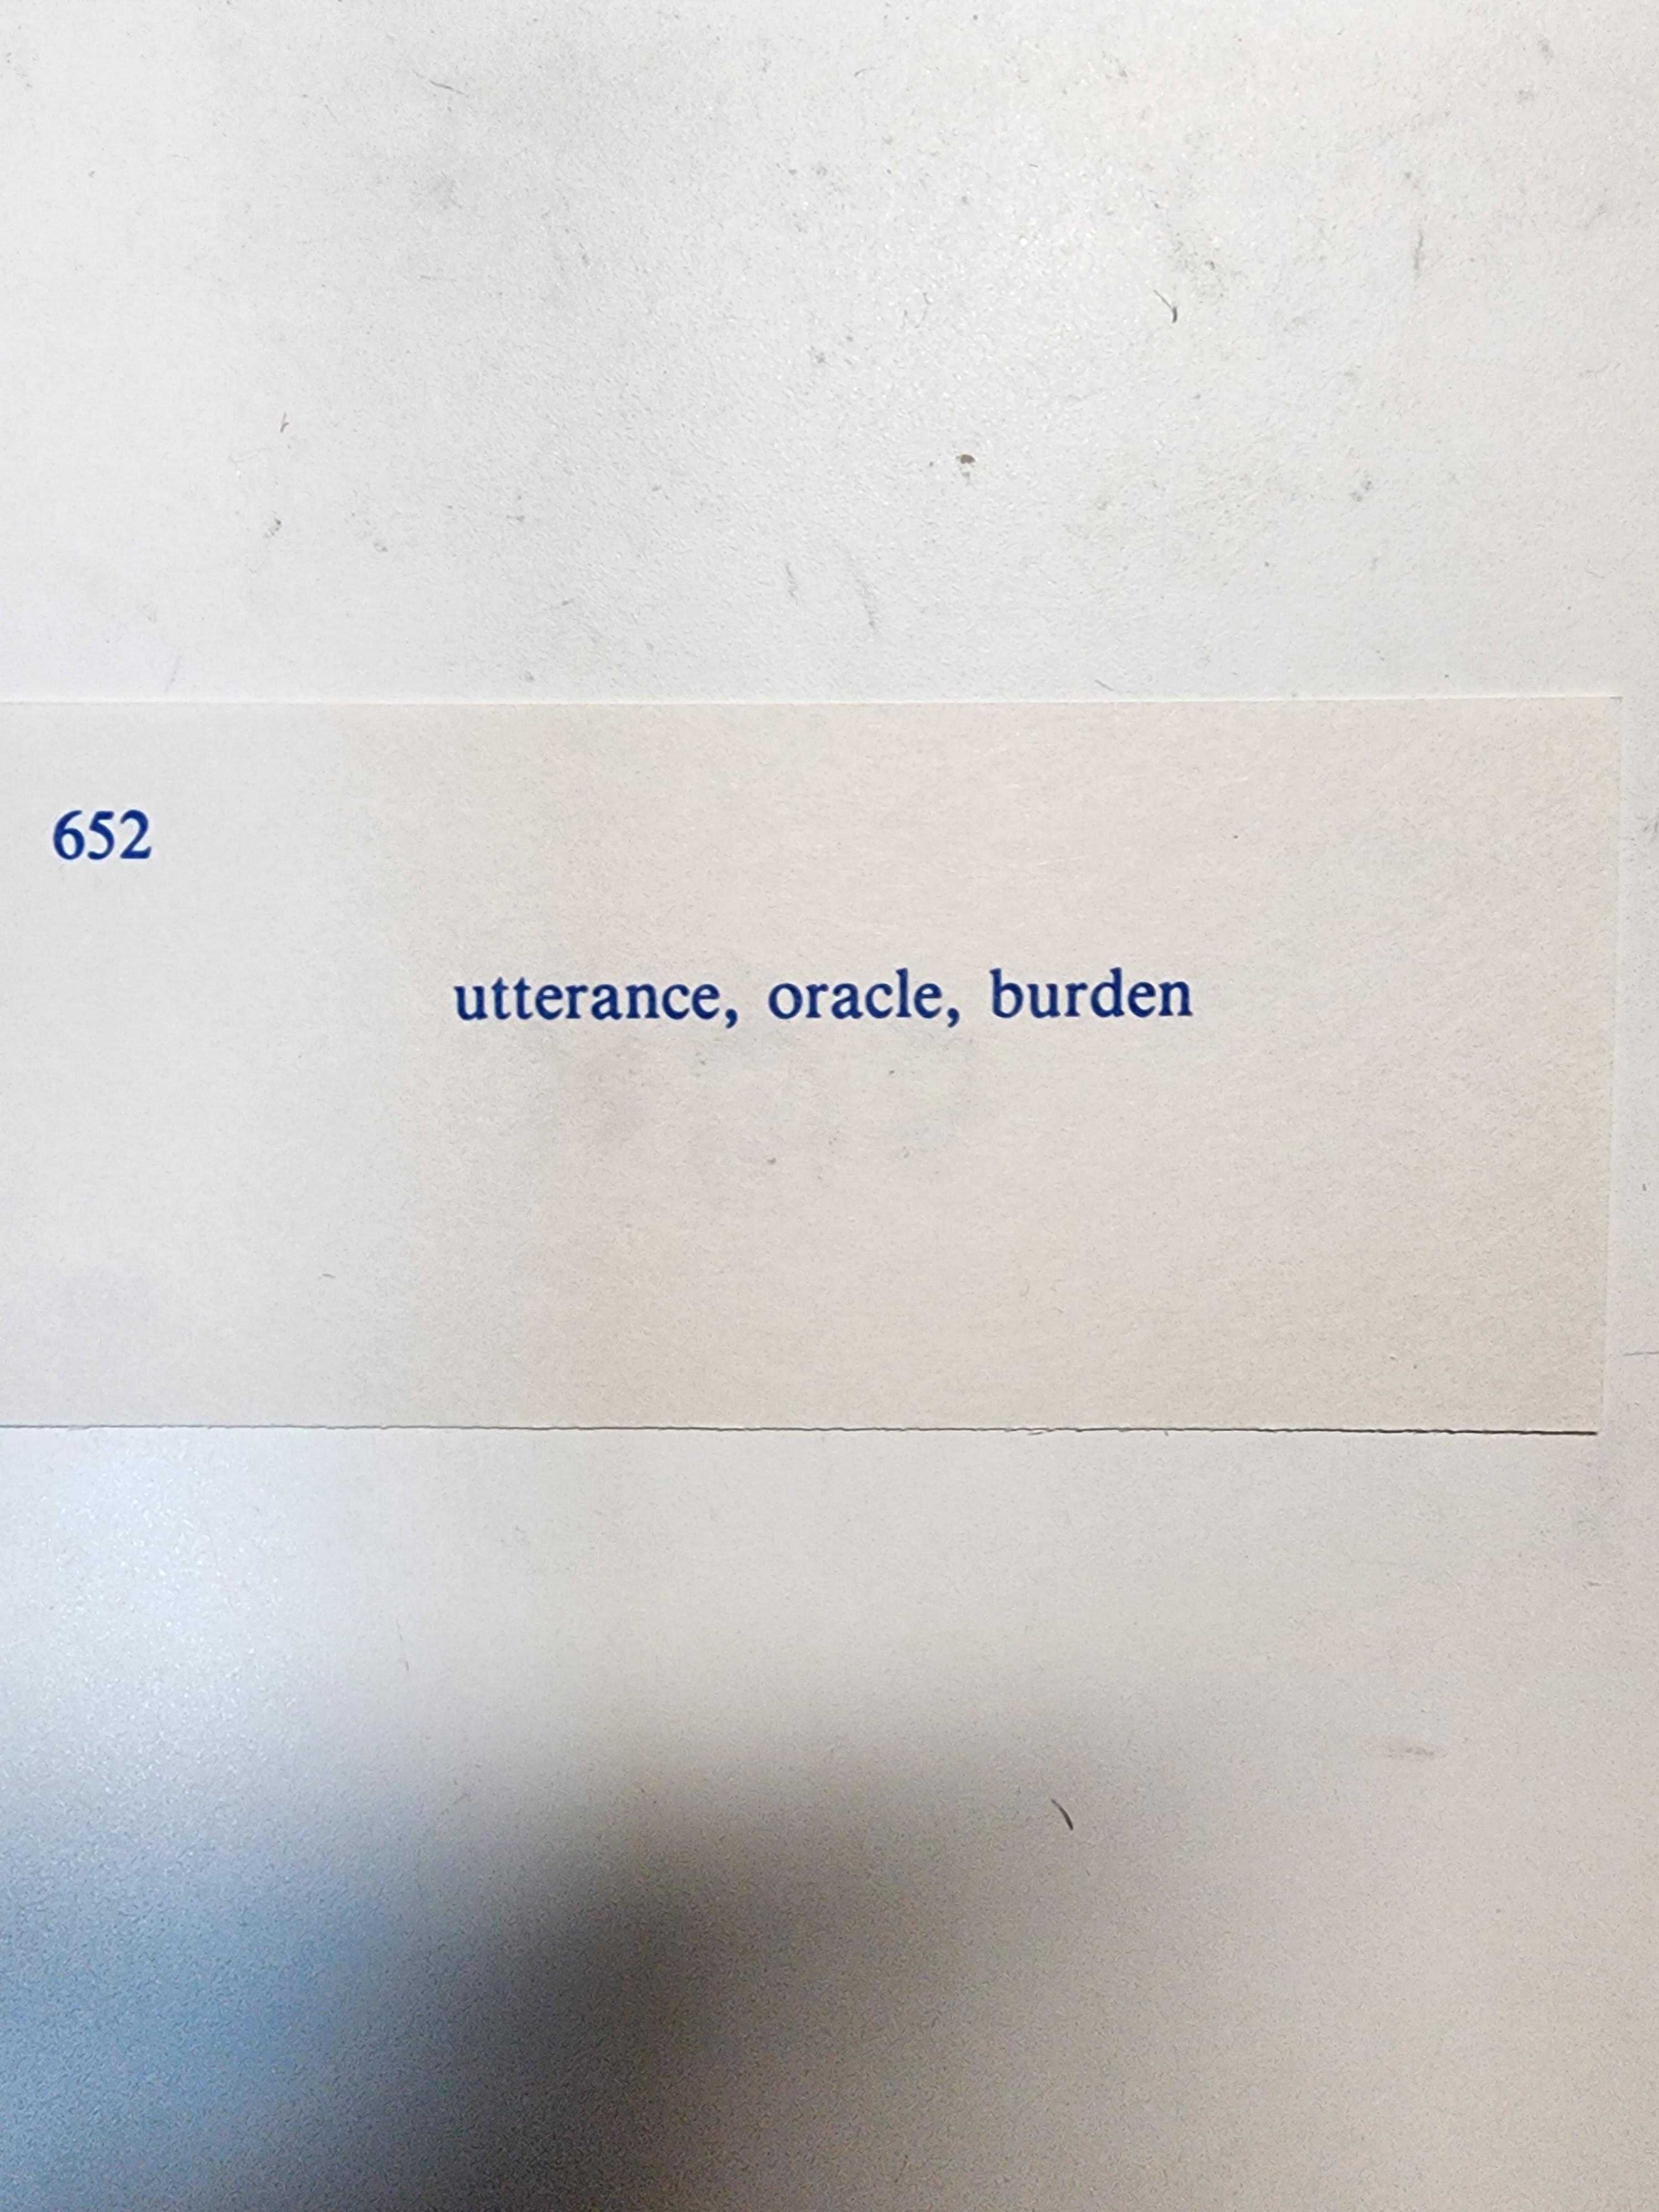 652
utterance, oracle, burden